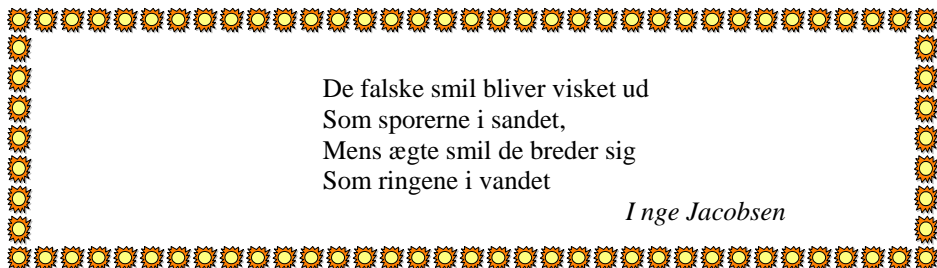 De falske smil bliver visket ud
Som sporerne i sandet,
Mens ægte smil de breder sig
Som ringene i vandet
I nge Jacobsen